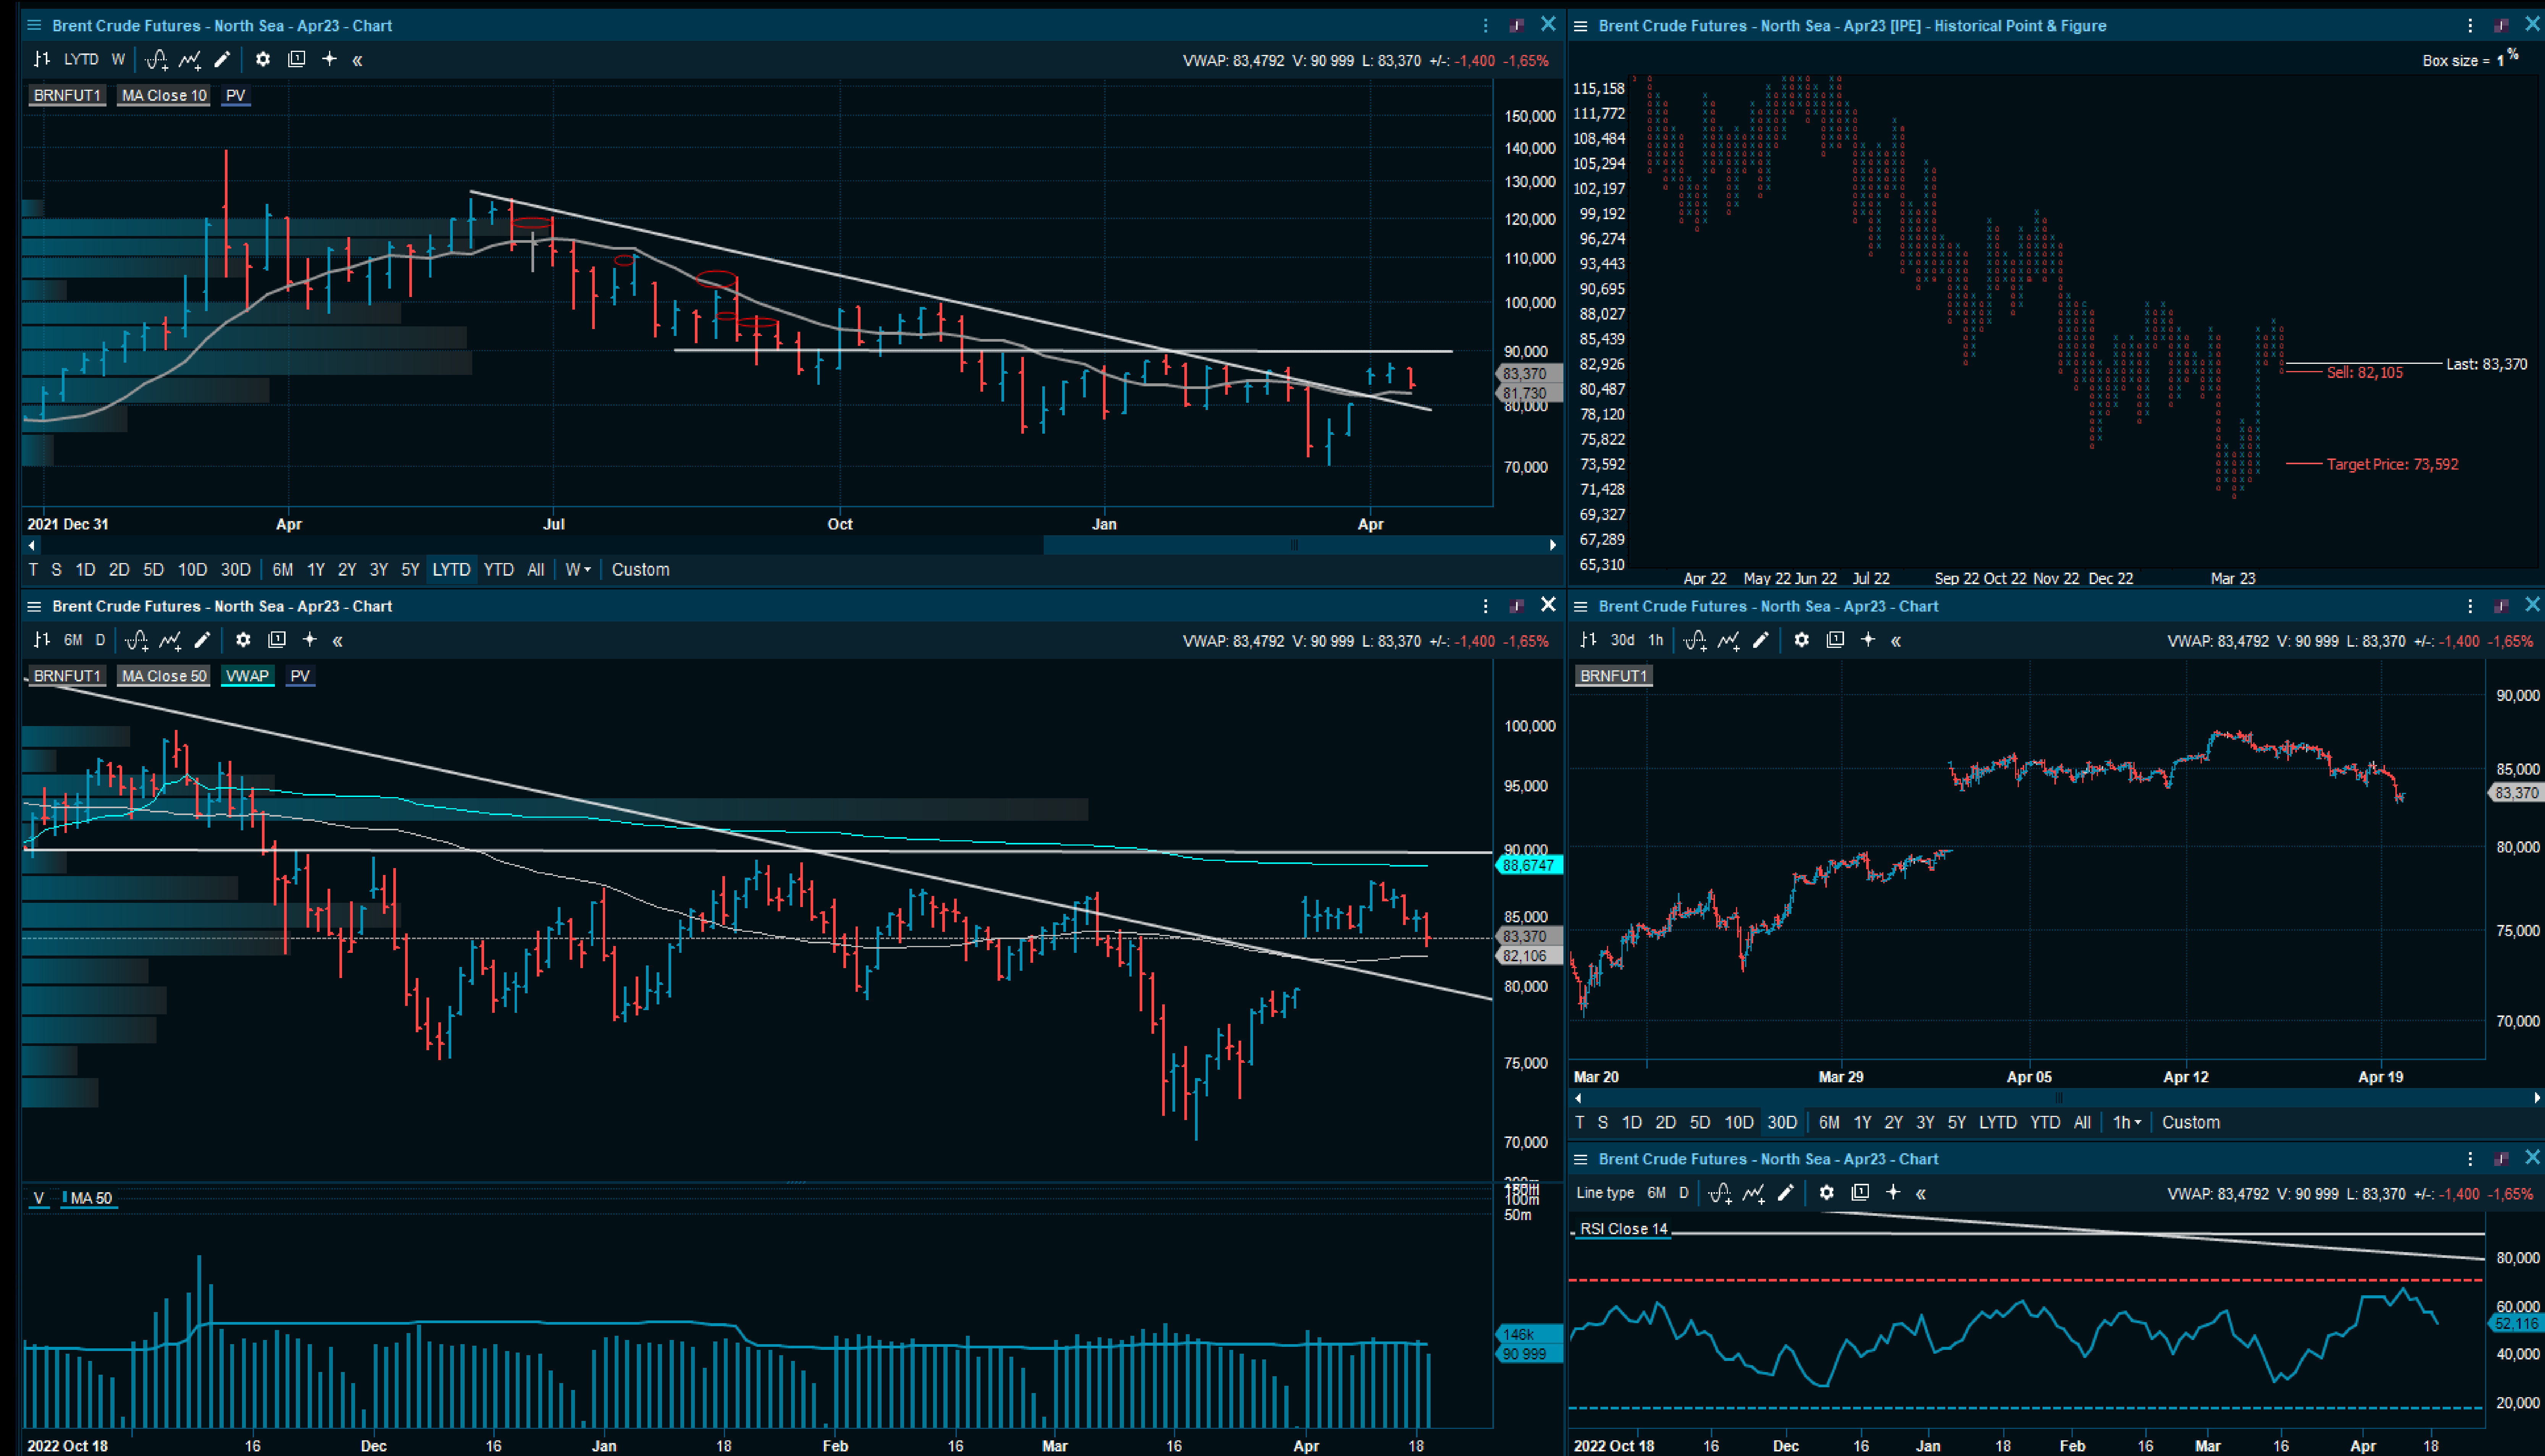 Brent Crude Futures - North Sea - Apr23 - Chart
LYTD W
VWAP: 83,4792 V: 90 999 L: 83,370 +/-: -1,400 -1,65%
BRNFUT1 MA Close 10 PV
150,000
140,000
130,000
120,000
110,000
100,000
90,000
83,370
81,730
80,000
70,000
2021 Dec 31 Apr Jul Oct Jan Apr
T S 1D 2D 5D 10D 30D 6M 1Y 2Y 3Y 5Y LYTD YTD All W Custom
Brent Crude Futures - North Sea - Apr23 [IPE] - Historical Point & Figure
Box size = 1 %
115,158
111,772
108,484
105,294
102,197
99,192
96,274
93,443
90,695
88,027
85,439
82,926
80,487
78,120
75,822
73,592
71,428
69,327
67,289
65,310
Last: 83,370
Sell: 82,105
Target Price: 73,592
Apr 22 May 22 Jun 22 Jul 22 Sep 22 Oct 22 Nov 22 Dec 22 Mar 23
Brent Crude Futures - North Sea - Apr23 - Chart
6M D
VWAP: 83,4792 V: 90 999 L: 83,370 +/-: -1,400 -1,65%
BRNFUT1 MA Close 50 VWAP PV
100,000
95,000
90,000
88,6747
85,000
83,370
82,106
80,000
75,000
70,000
V MA 50
100m
50m
146k
90 999
2022 Oct 18 16 Dec 16 Jan 18 Feb 16 Mar 16 Apr 18
Brent Crude Futures - North Sea - Apr23 - Chart
30d 1h
VWAP: 83,4792 V: 90 999 L: 83,370 +/-: -1,400 -1,65%
BRNFUT1
90,000
85,000
83,370
80,000
75,000
70,000
Mar 20 Mar 29 Apr 05 Apr 12 Apr 19
T S 1D 2D 5D 10D 30D 6M 1Y 2Y 3Y 5Y LYTD YTD All 1h Custom
Brent Crude Futures - North Sea - Apr23 - Chart
Line type 6M D
VWAP: 83,4792 V: 90 999 L: 83,370 +/-: -1,400 -1,65%
RSI Close 14
80,000
60,000
52,116
40,000
20,000
2022 Oct 18 16 Dec 16 Jan 18 Feb 16 Mar 16 Apr 18